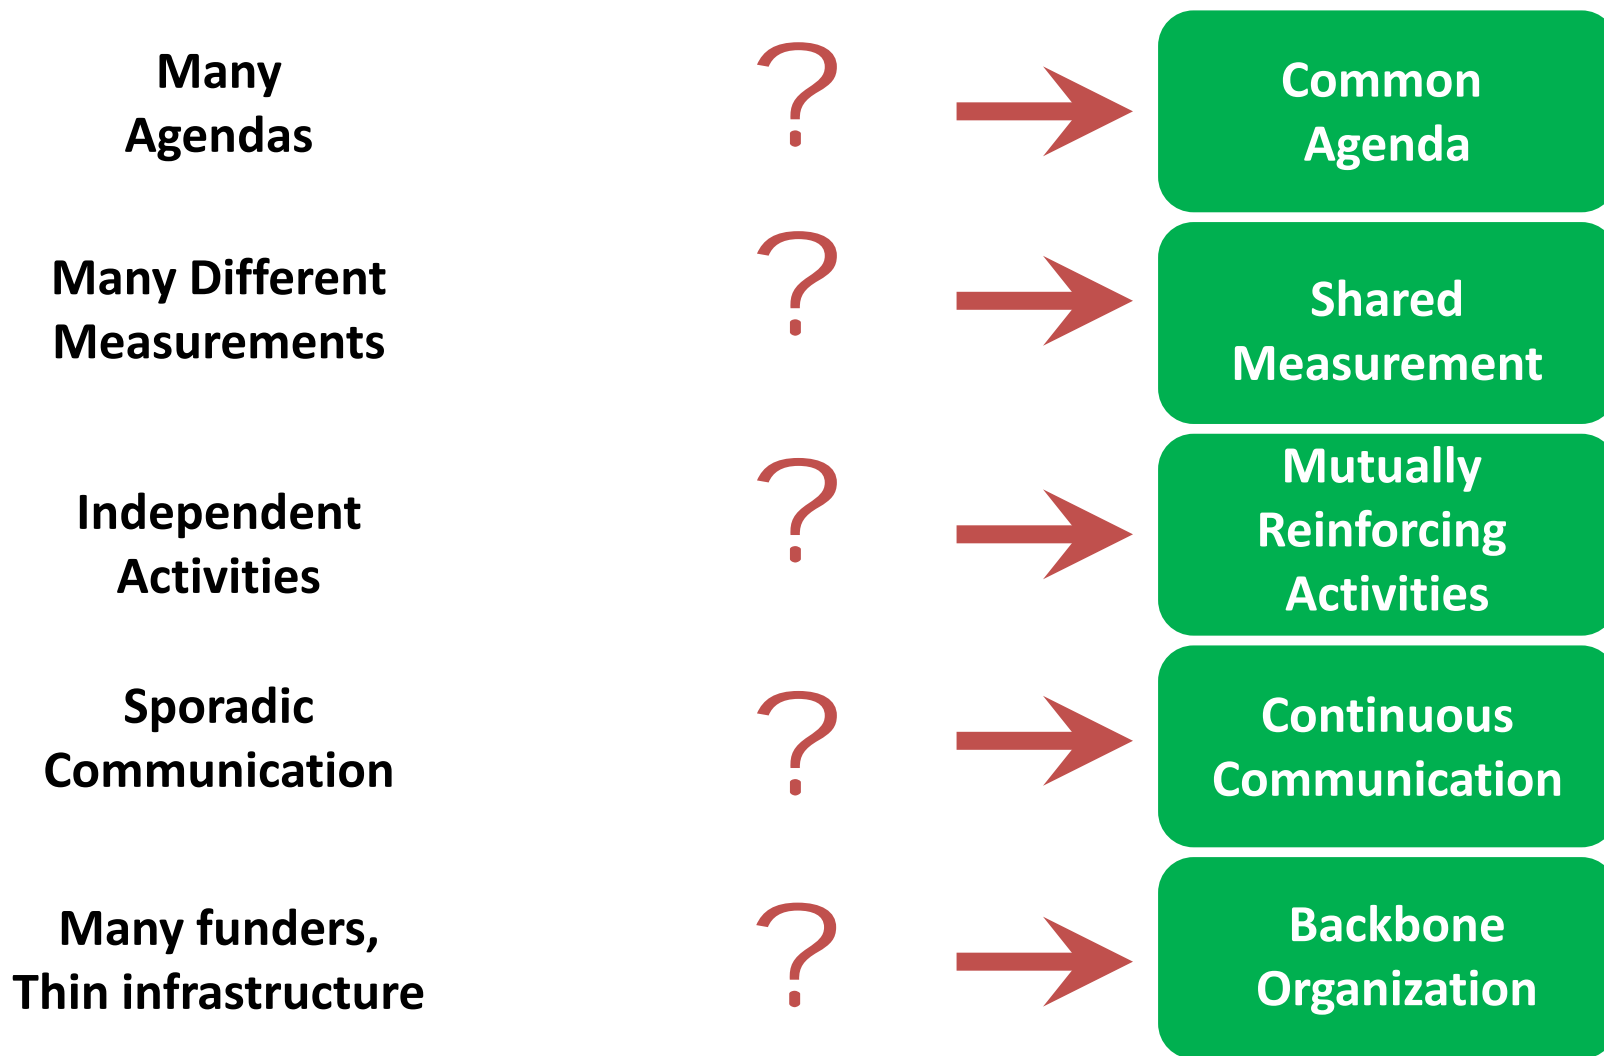 Many
Agendas
?
Common
Agenda
Many Different
Measurements
?
Shared
Measurement
Independent
Activities
?
Mutually
Reinforcing
Activities
Sporadic
Communication
?
Continuous
Communication
Many funders,
Thin infrastructure
?
Backbone
Organization